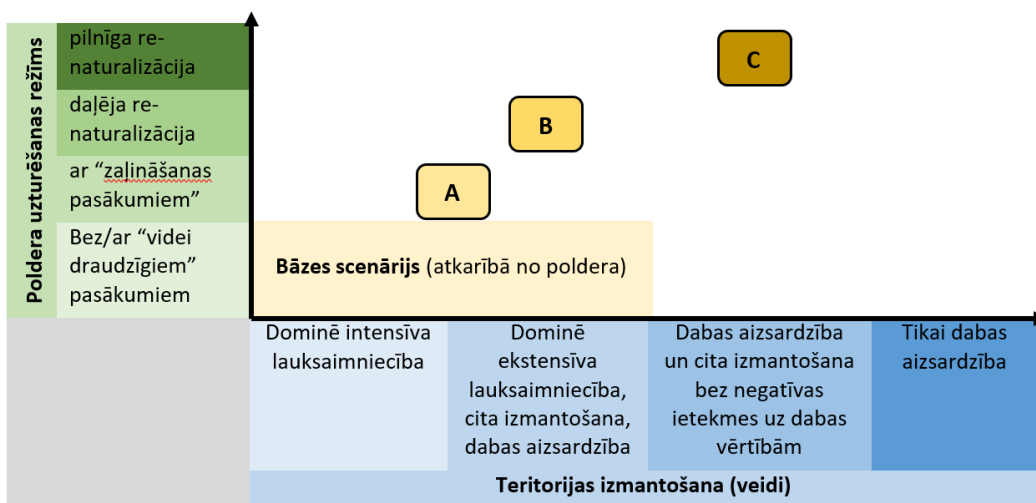 Poldera uzturēšanas režīms
pilnīga re-
naturalizācija
daļēja re-
naturalizācija
ar “zaļināšanas
pasākumiem”
Bez/ar “videi
draudzīgiem”
pasākumiem
C
B
A
Bāzes scenārijs (atkarībā no poldera)
Dominē intensīva
lauksaimniecība
Dominē
ekstensīva
lauksaimniecība,
cita izmantošana,
dabas aizsardzība
Dabas aizsardzība
un cita izmantošana
bez negatīvas
ietekmes uz dabas
vērtībām
Tikai dabas
aizsardzība
Teritorijas izmantošana (veidi)